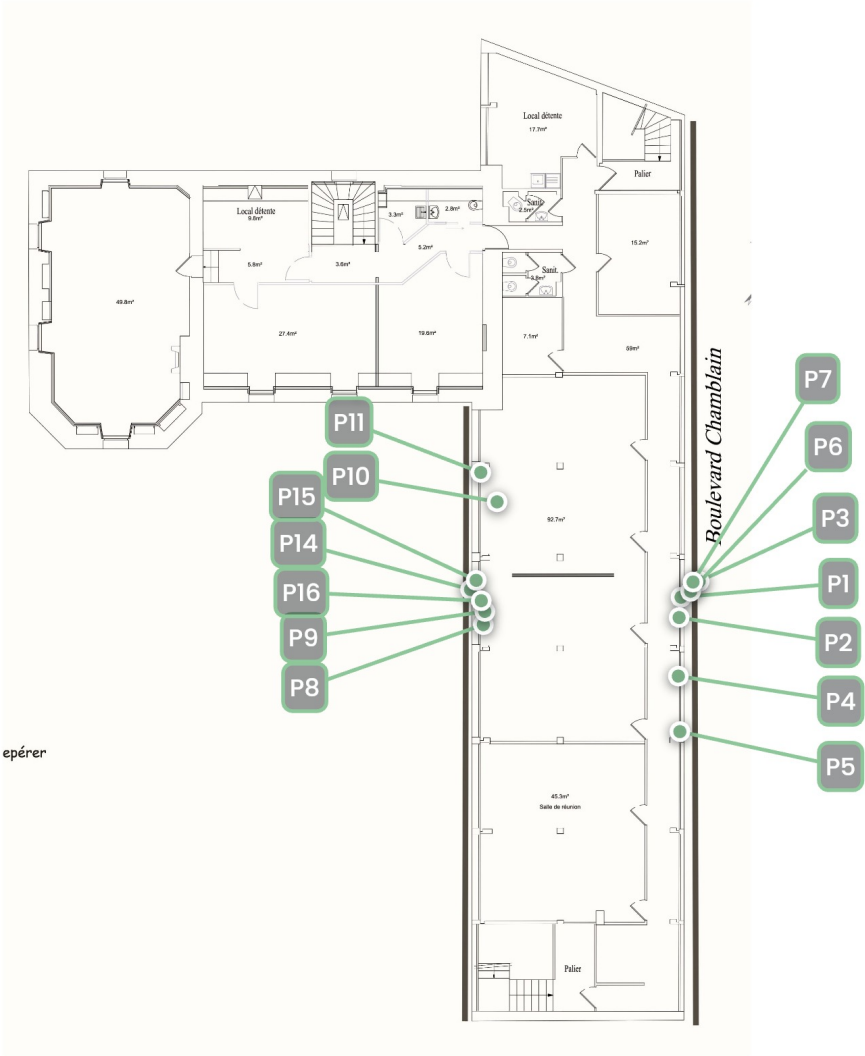 Local détente
17.7m²
Palier
Sanit.
2.5m²
15.2m²
Local détente
9.8m²
3.3m²
2.8m²
5.2m²
5.9m²
3.6m²
Sanit.
3.8m²
49.8m²
27.4m²
19.6m²
7.1m²
59m²
Boulevard Chamblain
P7
P11
P6
P10
P15
P3
92.7m²
P14
P1
P16
P9
P2
P8
P4
epérer
P5
45.3m²
Salle de réunion
Palier